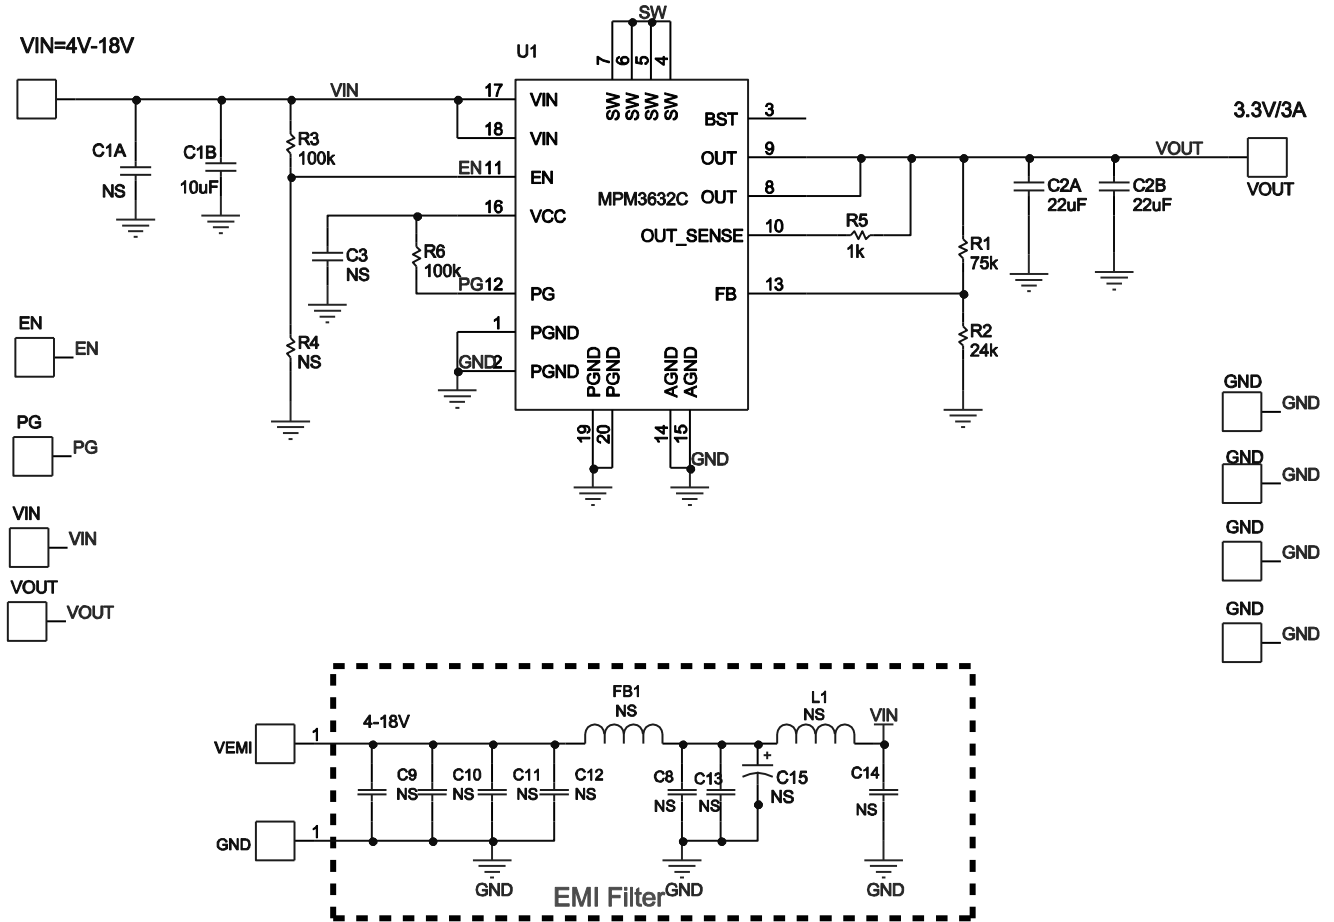 VIN=4V-18V
SW
U1
7
6
5
4
SW
SW
SW
SW
VIN
17
VIN
18
VIN
EN
11
EN
16
VCC
PG
12
PG
1
PGND
GND
2
PGND
PGND
PGND
19
20
AGND
AGND
14
15
GND
MPM3632C
BST
3
OUT
9
OUT
8
OUT_SENSE
10
FB
13
C1A
NS
C1B
10uF
R3
100k
C3
NS
R6
100k
R4
NS
R5
1k
R1
75k
R2
24k
C2A
22uF
C2B
22uF
VOUT
3.3V/3A
VOUT
EN
EN
PG
PG
VIN
VIN
VOUT
VOUT
GND
GND
GND
GND
GND
GND
GND
GND
VEMI
1
4-18V
GND
1
C9
NS
C10
NS
C11
NS
C12
NS
FB1
NS
C8
NS
C13
NS
C15
+
NS
L1
NS
VIN
C14
NS
GND
GND
GND
EMI Filter